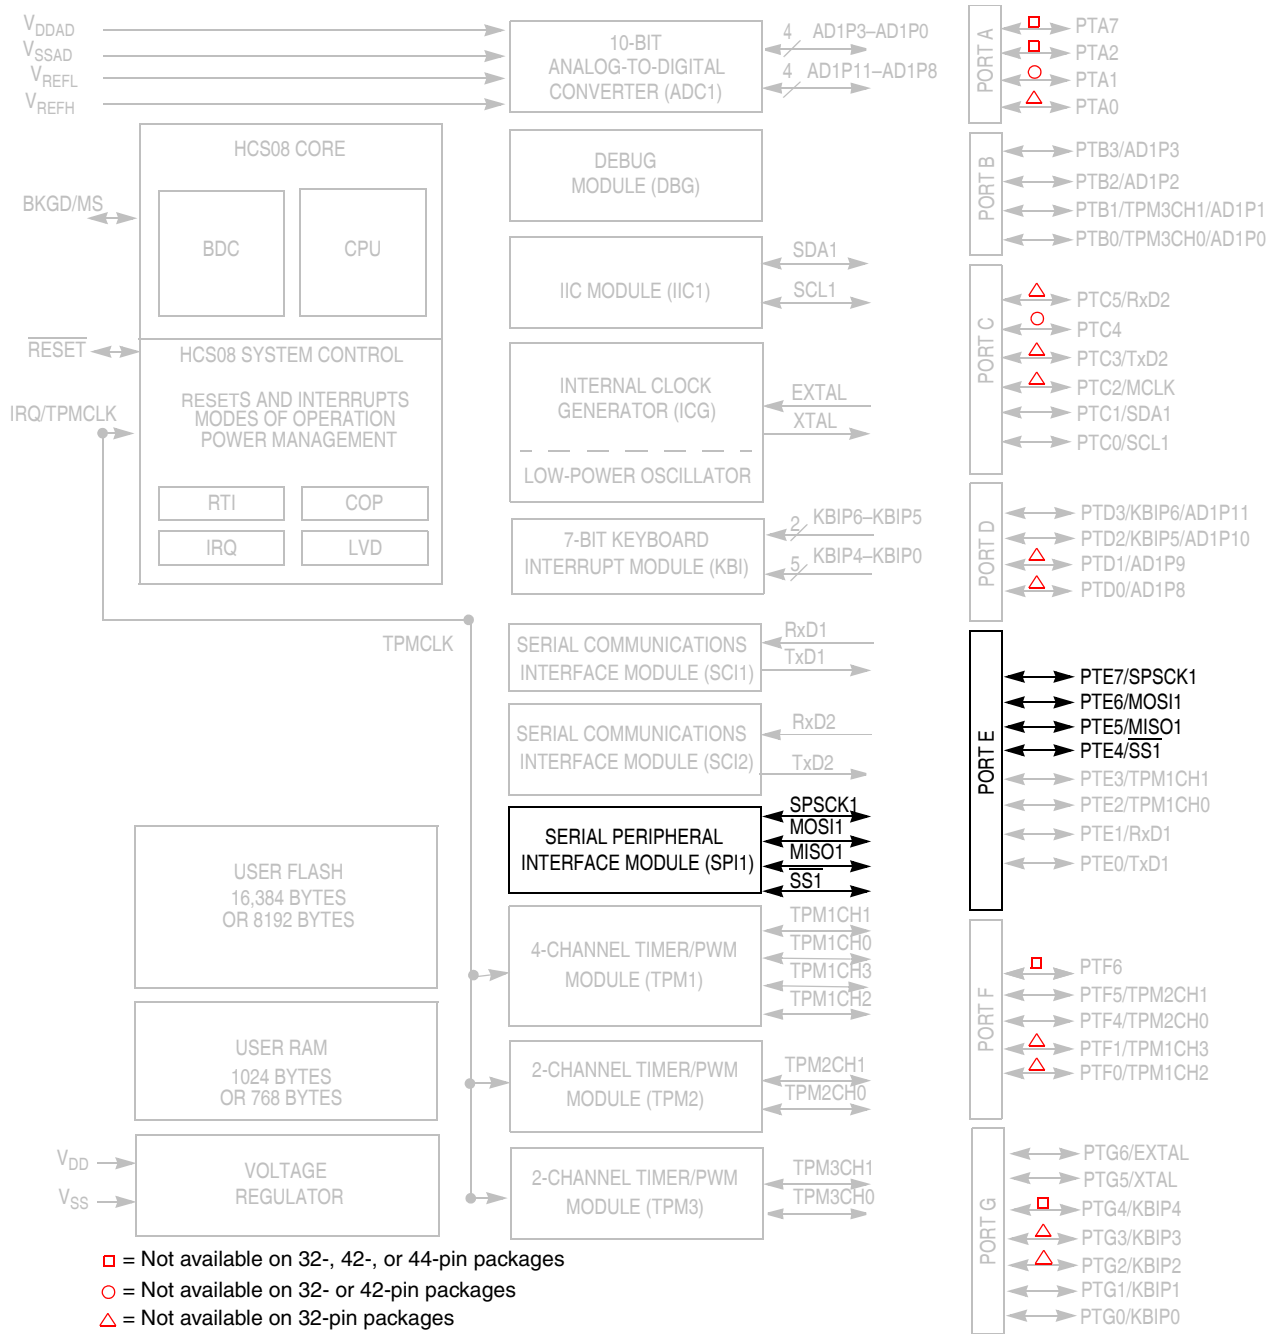 VDDAD
VSSAD
VREFL
VREFH
10-BIT
ANALOG-TO-DIGITAL
CONVERTER (ADC1)
4 AD1P3–AD1P0
4 AD1P11–AD1P8
HCS08 CORE
BDC
CPU
BKGD/MS
DEBUG
MODULE (DBG)
IIC MODULE (IIC1)
SDA1
SCL1
RESET
HCS08 SYSTEM CONTROL
RESETS AND INTERRUPTS
MODES OF OPERATION
POWER MANAGEMENT
IRQ/TPMCLK
RTI
COP
IRQ
LVD
INTERNAL CLOCK
GENERATOR (ICG)
LOW-POWER OSCILLATOR
EXTAL
XTAL
7-BIT KEYBOARD
INTERRUPT MODULE (KBI)
2 KBIP6–KBIP5
5 KBIP4–KBIP0
TPMCLK
SERIAL COMMUNICATIONS
INTERFACE MODULE (SCI1)
RxD1
TxD1
SERIAL COMMUNICATIONS
INTERFACE MODULE (SCI2)
RxD2
TxD2
SERIAL PERIPHERAL
INTERFACE MODULE (SPI1)
SPSCK1
MOSI1
MISO1
SS1
USER FLASH
16,384 BYTES
OR 8192 BYTES
4-CHANNEL TIMER/PWM
MODULE (TPM1)
TPM1CH1
TPM1CH0
TPM1CH3
TPM1CH2
USER RAM
1024 BYTES
OR 768 BYTES
2-CHANNEL TIMER/PWM
MODULE (TPM2)
TPM2CH1
TPM2CH0
VDD
VSS
VOLTAGE
REGULATOR
2-CHANNEL TIMER/PWM
MODULE (TPM3)
TPM3CH1
TPM3CH0
PORT A
PTA7
PTA2
PTA1
PTA0
PORT B
PTB3/AD1P3
PTB2/AD1P2
PTB1/TPM3CH1/AD1P1
PTB0/TPM3CH0/AD1P0
PORT C
PTC5/RxD2
PTC4
PTC3/TxD2
PTC2/MCLK
PTC1/SDA1
PTC0/SCL1
PORT D
PTD3/KBIP6/AD1P11
PTD2/KBIP5/AD1P10
PTD1/AD1P9
PTD0/AD1P8
PORT E
PTE7/SPSCK1
PTE6/MOSI1
PTE5/MISO1
PTE4/SS1
PTE3/TPM1CH1
PTE2/TPM1CH0
PTE1/RxD1
PTE0/TxD1
PORT F
PTF6
PTF5/TPM2CH1
PTF4/TPM2CH0
PTF1/TPM1CH3
PTF0/TPM1CH2
PORT G
PTG6/EXTAL
PTG5/XTAL
PTG4/KBIP4
PTG3/KBIP3
PTG2/KBIP2
PTG1/KBIP1
PTG0/KBIP0
= Not available on 32-, 42-, or 44-pin packages
= Not available on 32- or 42-pin packages
= Not available on 32-pin packages